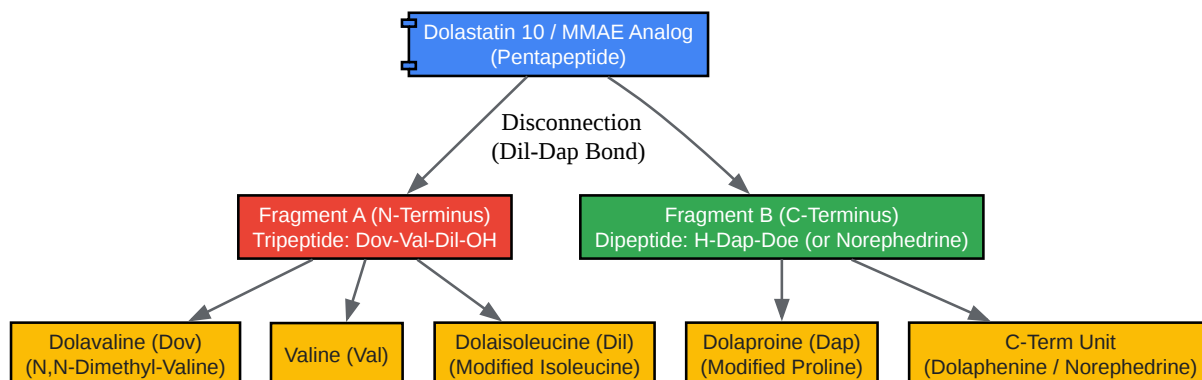 Dolastatin 10 / MMAE Analog
(Pentapeptide)
Disconnection
(Dil-Dap Bond)
Fragment A (N-Terminus)
Tripeptide: Dov-Val-Dil-OH
Fragment B (C-Terminus)
Dipeptide: H-Dap-Doe (or Norephedrine)
Dolavaline (Dov)
(N,N-Dimethyl-Valine)
Valine (Val)
Dolaisoleucine (Dil)
(Modified Isoleucine)
Dolaproine (Dap)
(Modified Proline)
C-Term Unit
(Dolaphenine / Norephedrine)